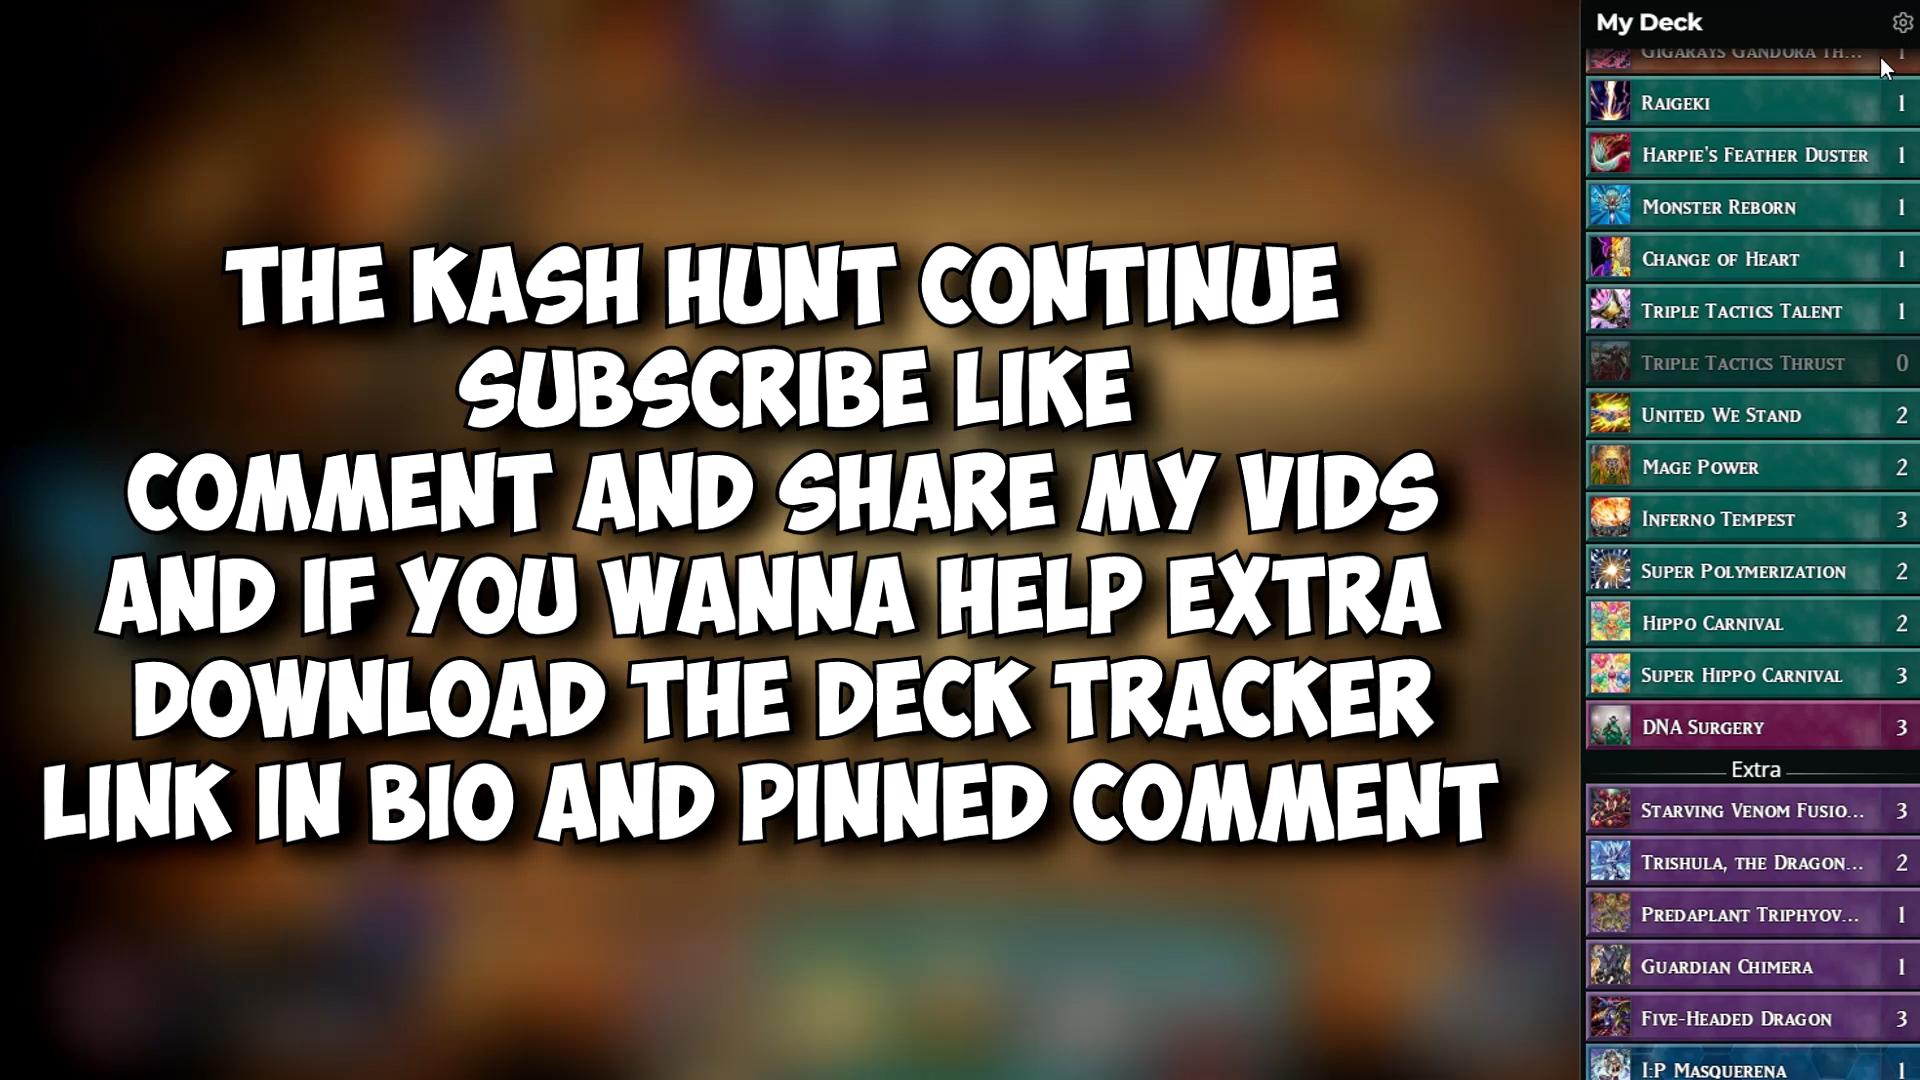 THE KASH HUNT CONTINUE
SUBSCRIBE LIKE
COMMENT AND SHARE MY VIDS
AND IF YOU WANNA HELP EXTRA
DOWNLOAD THE DECK TRACKER
LINK IN BIO AND PINNED COMMENT
My Deck
GIGARAYS GANDORA TH... 1
RAIGEKI 1
HARPIE'S FEATHER DUSTER 1
MONSTER REBORN 1
CHANGE OF HEART 1
TRIPLE TACTICS TALENT 1
TRIPLE TACTICS THRUST 0
UNITED WE STAND 2
MAGE POWER 2
INFERNO TEMPEST 3
SUPER POLYMERIZATION 2
HIPPO CARNIVAL 2
SUPER HIPPO CARNIVAL 3
DNA SURGERY 3
Extra
STARVING VENOM FUSIO... 3
TRISHULA, THE DRAGON... 2
PREDAPLANT TRIPHYOV... 1
GUARDIAN CHIMERA 1
FIVE-HEADED DRAGON 3
I:P MASQUERENA 1